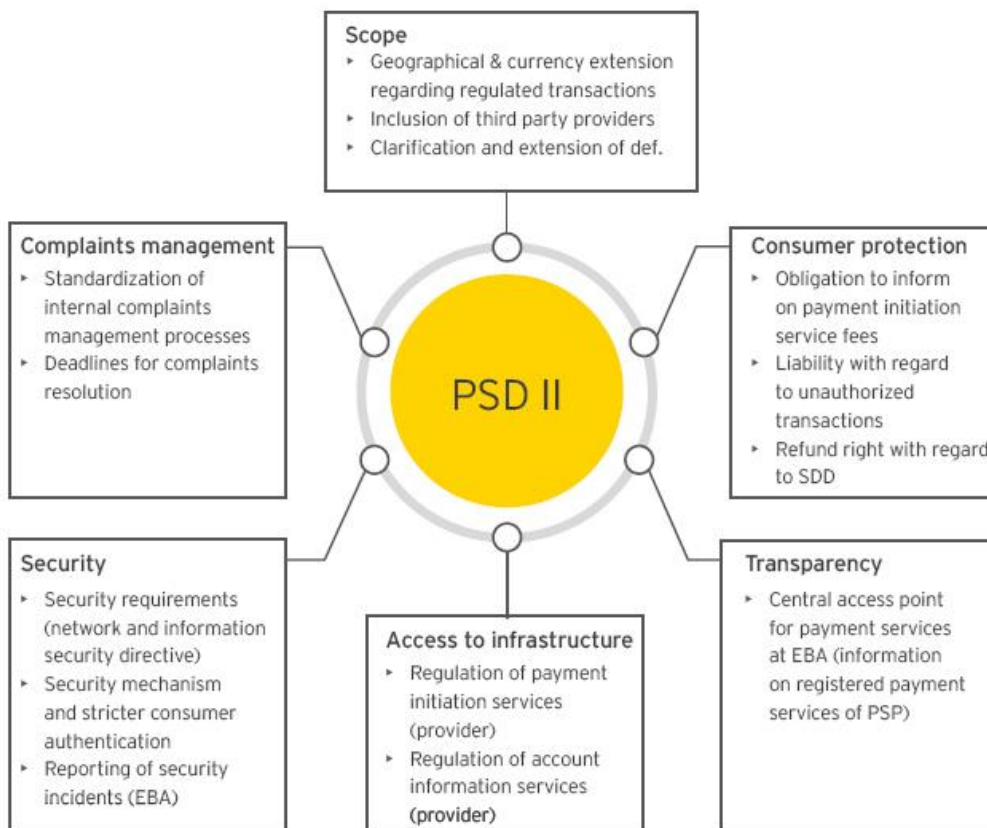 Scope
‣ Geographical & currency extension
regarding regulated transactions
‣ Inclusion of third party providers
‣ Clarification and extension of def.
Complaints management
‣ Standardization of
internal complaints
management processes
‣ Deadlines for complaints
resolution
Consumer protection
‣ Obligation to inform
on payment initiation
service fees
‣ Liability with regard
to unauthorized
transactions
‣ Refund right with regard
to SDD
PSD II
Security
‣ Security requirements
(network and information
security directive)
‣ Security mechanism
and stricter consumer
authentication
‣ Reporting of security
incidents (EBA)
Access to infrastructure
‣ Regulation of payment
initiation services
(provider)
‣ Regulation of account
information services
(provider)
Transparency
‣ Central access point
for payment services
at EBA (information
on registered payment
services of PSP)